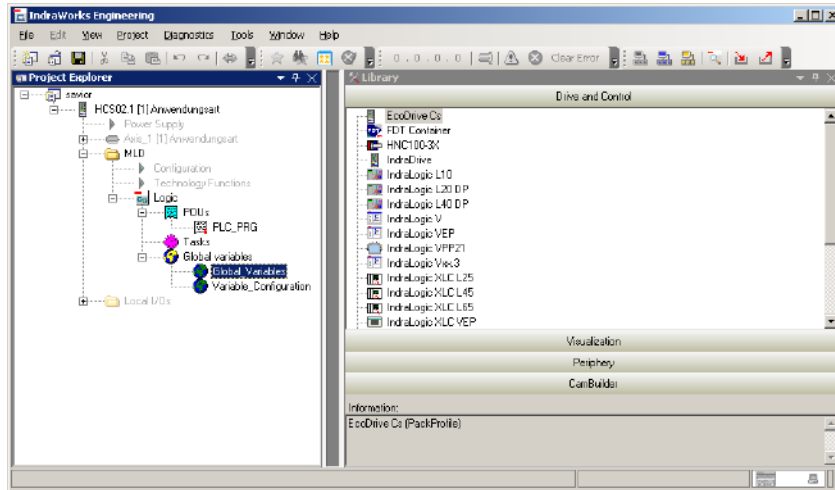 IndraWorks Engineering
File Edit View Project Diagnostics Tools Window Help
0 . 0 . 0 . 0 Clear Error
Project Explorer
savior
HCS02.1 [1] Anwendungsart
Power Supply
Axis_1 [1] Anwendungsart
MLD
Configuration
Technology Functions
Logic
POUs
PLC_PRG
Tasks
Global variables
Global_Variables
Variable_Configuration
Local I/Os
Library
Drive and Control
EcoDrive Cs
FDT Container
HNC100-3X
IndraDrive
IndraLogic L10
IndraLogic L20 DP
IndraLogic L40 DP
IndraLogic V
IndraLogic VEP
IndraLogic VPP21
IndraLogic Vxx.3
IndraLogic XLC L25
IndraLogic XLC L45
IndraLogic XLC L65
IndraLogic XLC VEP
Visualization
Periphery
CamBuilder
Information:
EcoDrive Cs (PackProfile)